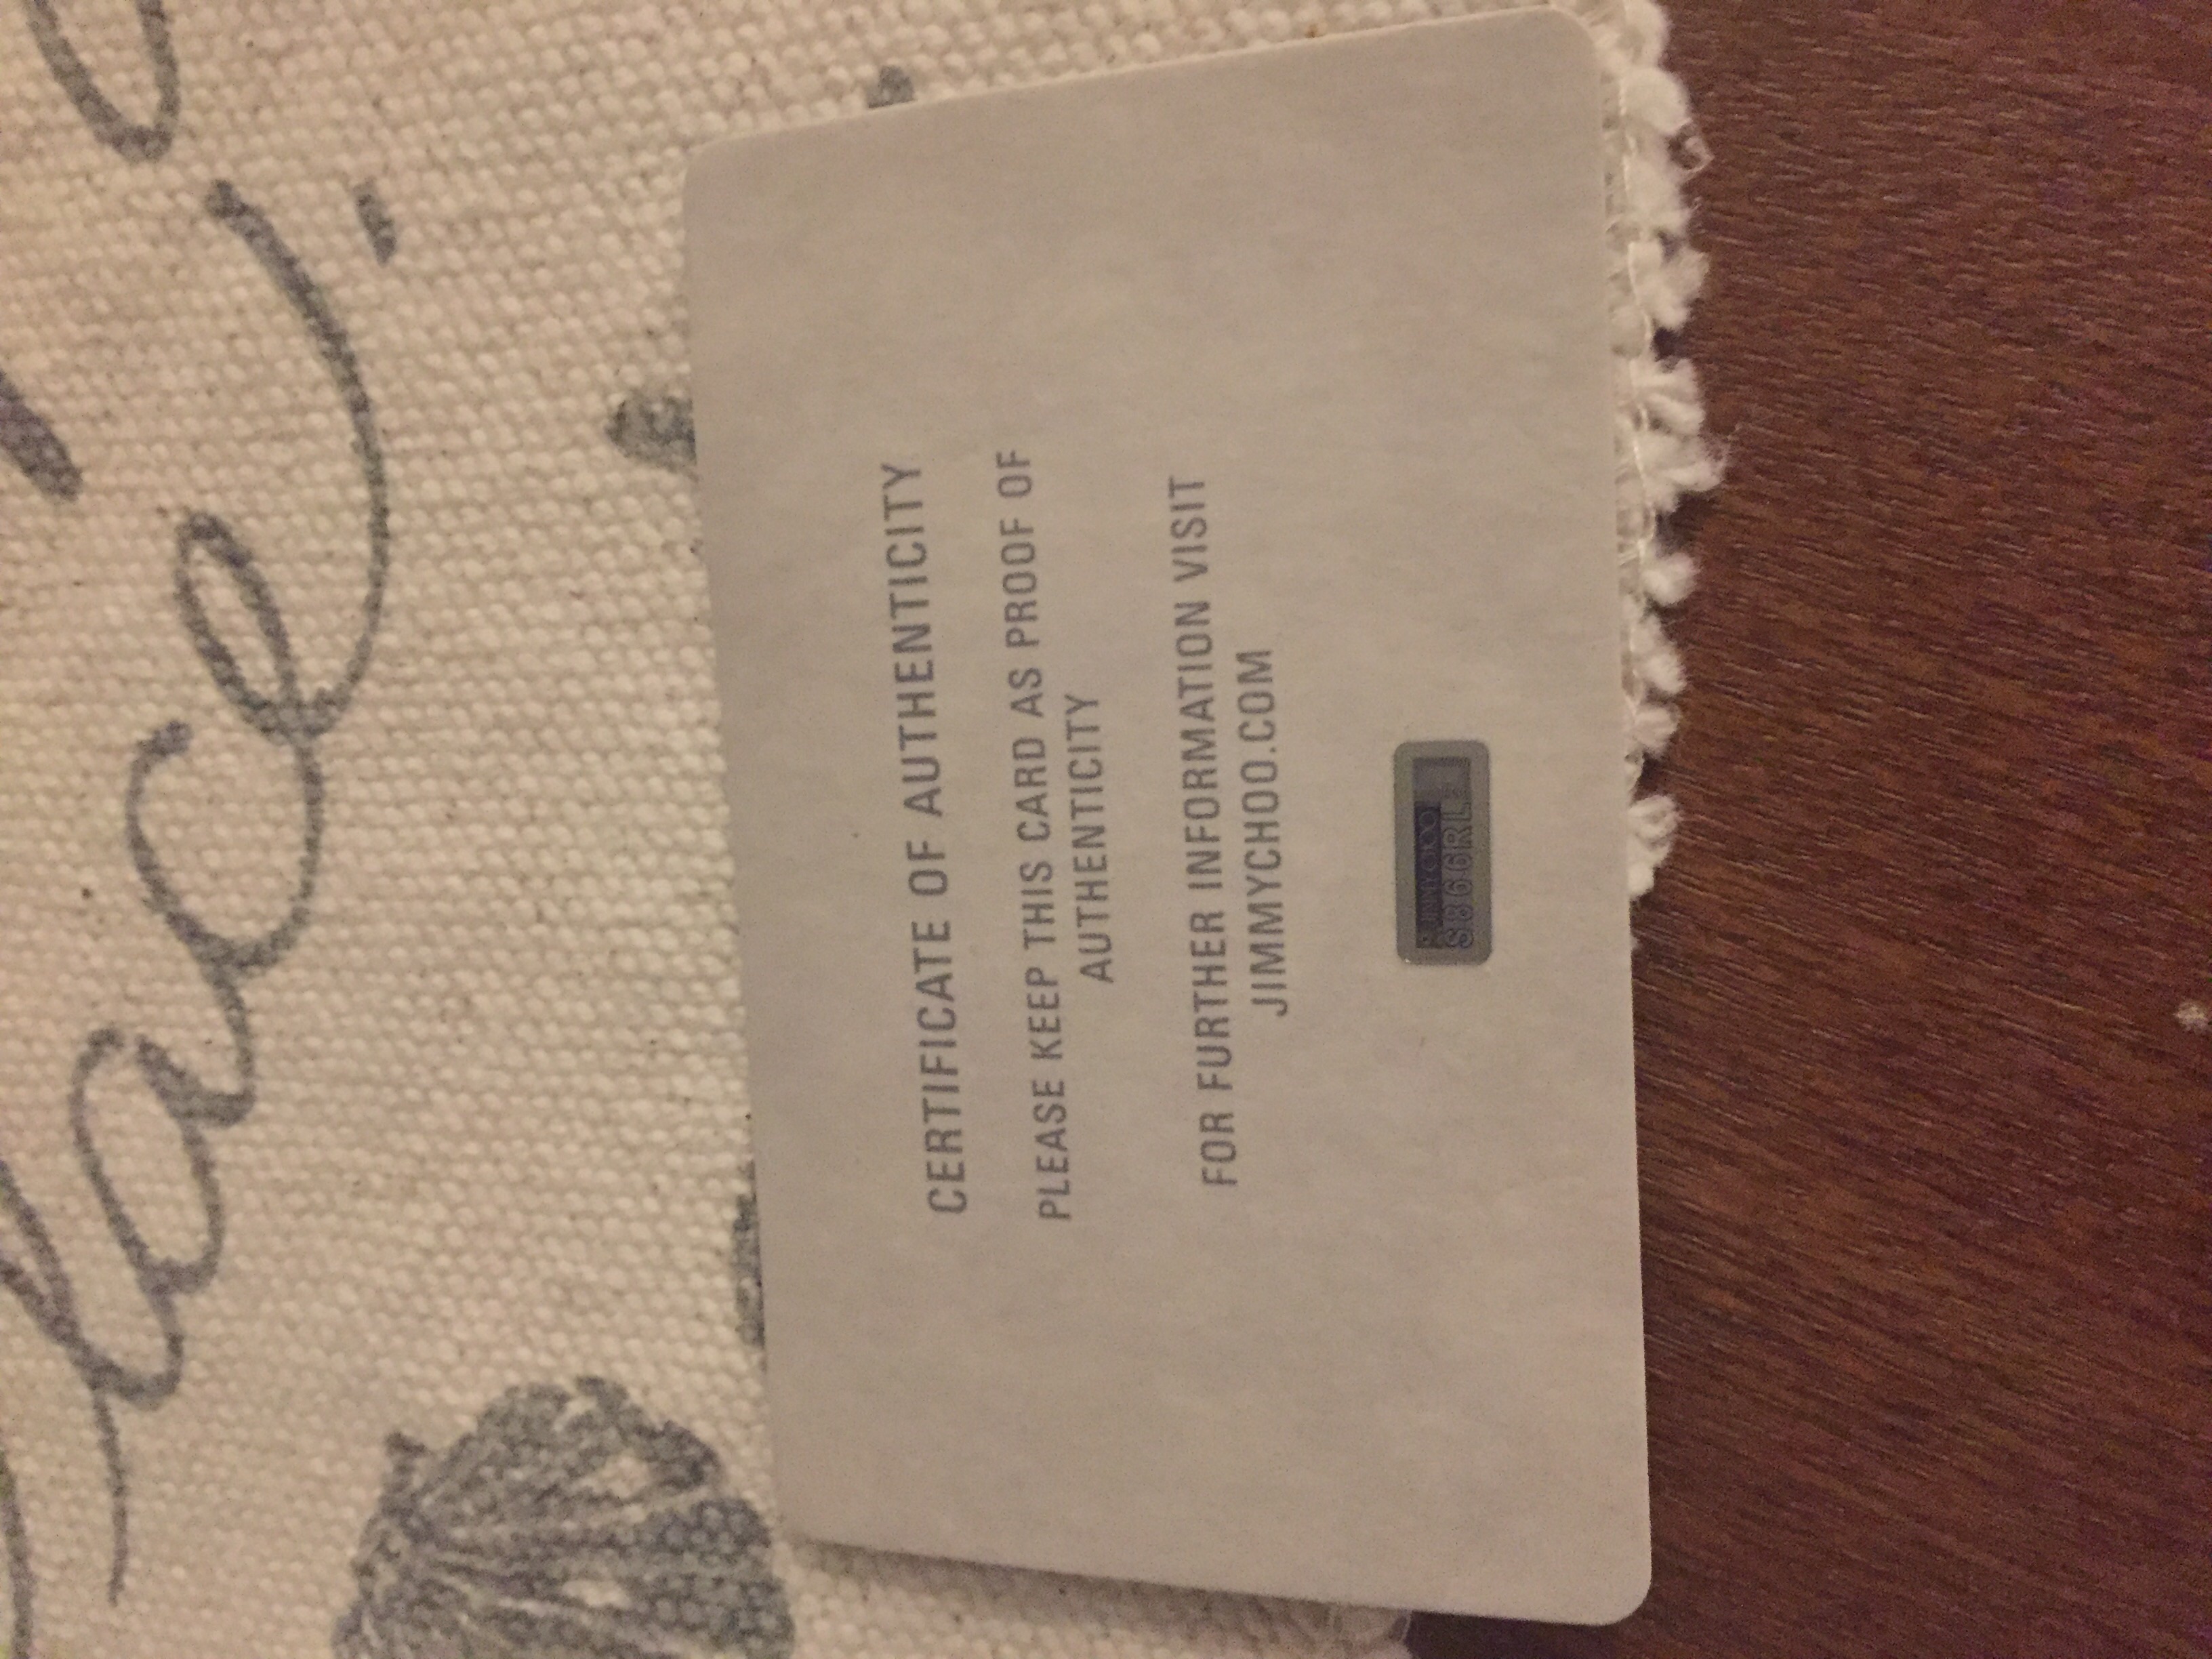 CERTIFICATE OF AUTHENTICITY
PLEASE KEEP THIS CARD AS PROOF OF
AUTHENTICITY
FOR FURTHER INFORMATION VISIT
JIMMYCHOO.COM
JIMMY CHOO
S866RL